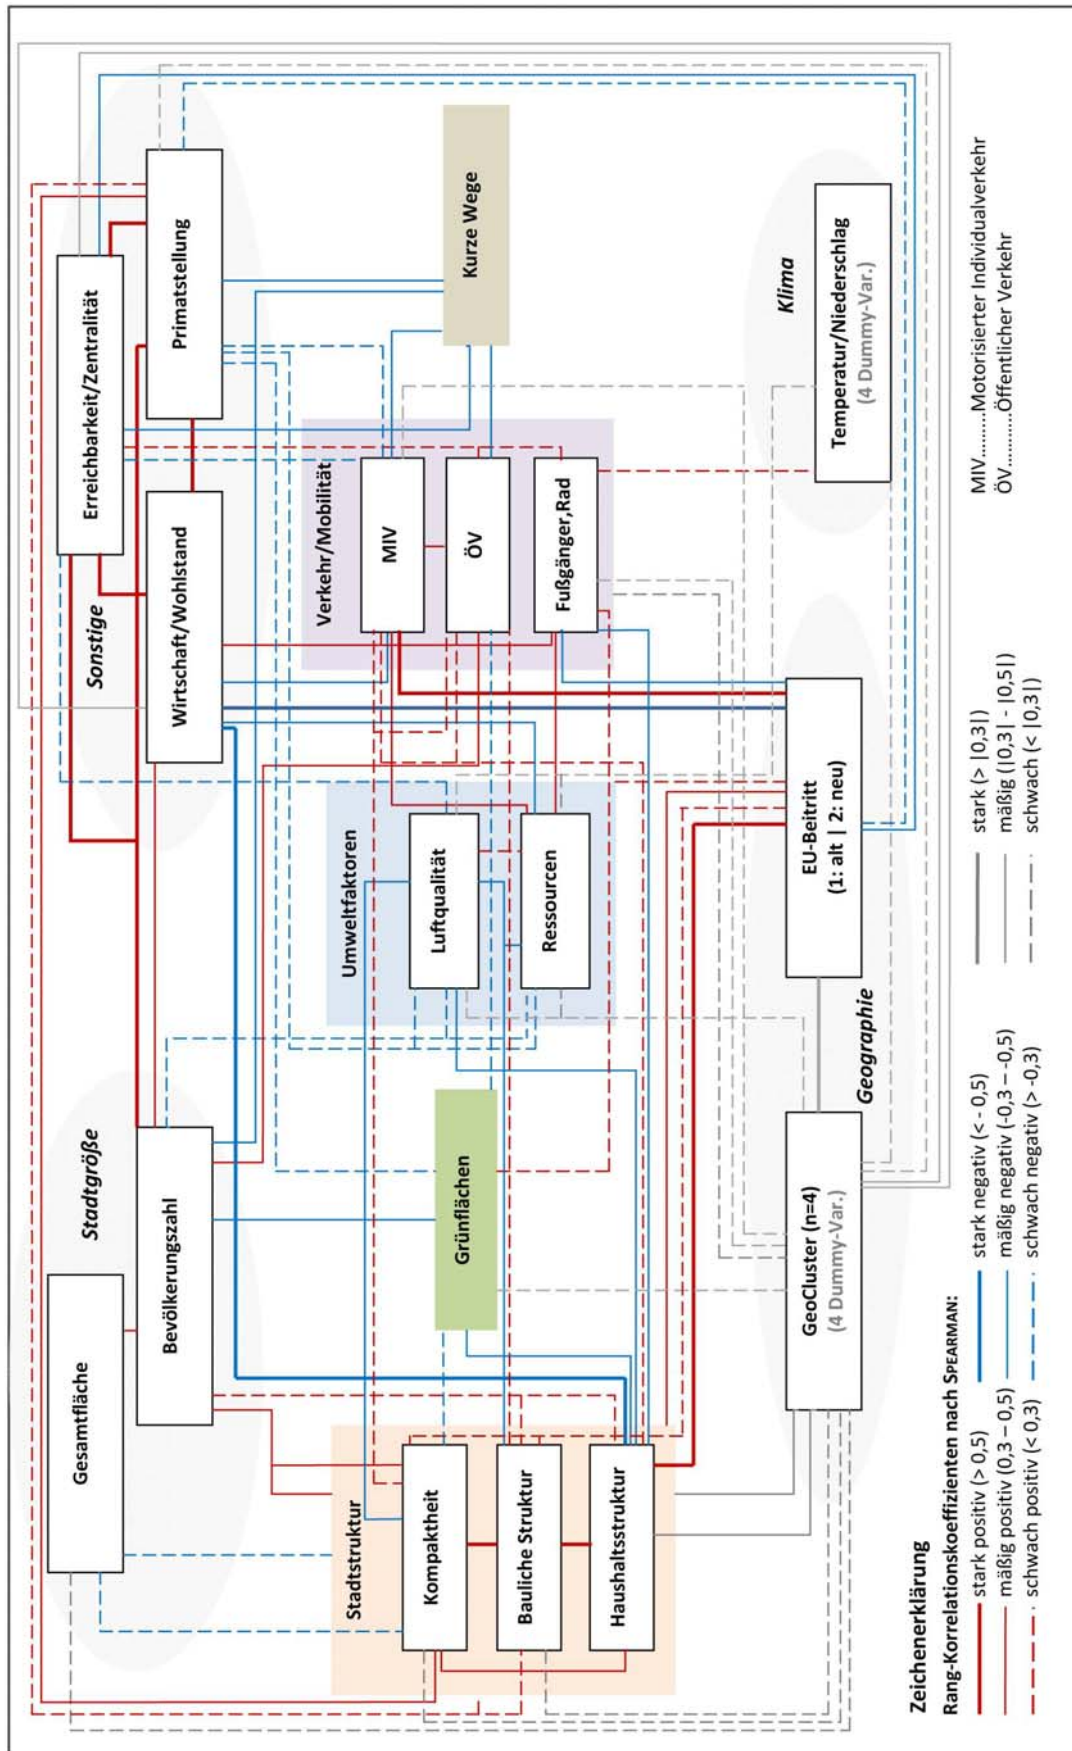 Stadtgröße
Sonstige
Gesamtfläche
Bevölkerungszahl
Erreichbarkeit/Zentralität
Wirtschaft/Wohlstand
Primatstellung
Stadtstruktur
Kompaktheit
Bauliche Struktur
Haushaltsstruktur
Grünflächen
Umweltfaktoren
Luftqualität
Ressourcen
Verkehr/Mobilität
MIV
ÖV
Fußgänger,Rad
Kurze Wege
GeoCluster (n=4)
(4 Dummy-Var.)
Geographie
EU-Beitritt
(1: alt | 2: neu)
Klima
Temperatur/Niederschlag
(4 Dummy-Var.)
Zeichenerklärung
Rang-Korrelationskoeffizienten nach SPEARMAN:
stark positiv (> 0,5)
mäßig positiv (0,3 – 0,5)
schwach positiv (< 0,3)
stark negativ (< - 0,5)
mäßig negativ (-0,3 – -0,5)
schwach negativ (> -0,3)
stark (> |0,3|)
mäßig (|0,3| - |0,5|)
schwach (< |0,3|)
MIV..........Motorisierter Individualverkehr
ÖV............Öffentlicher Verkehr